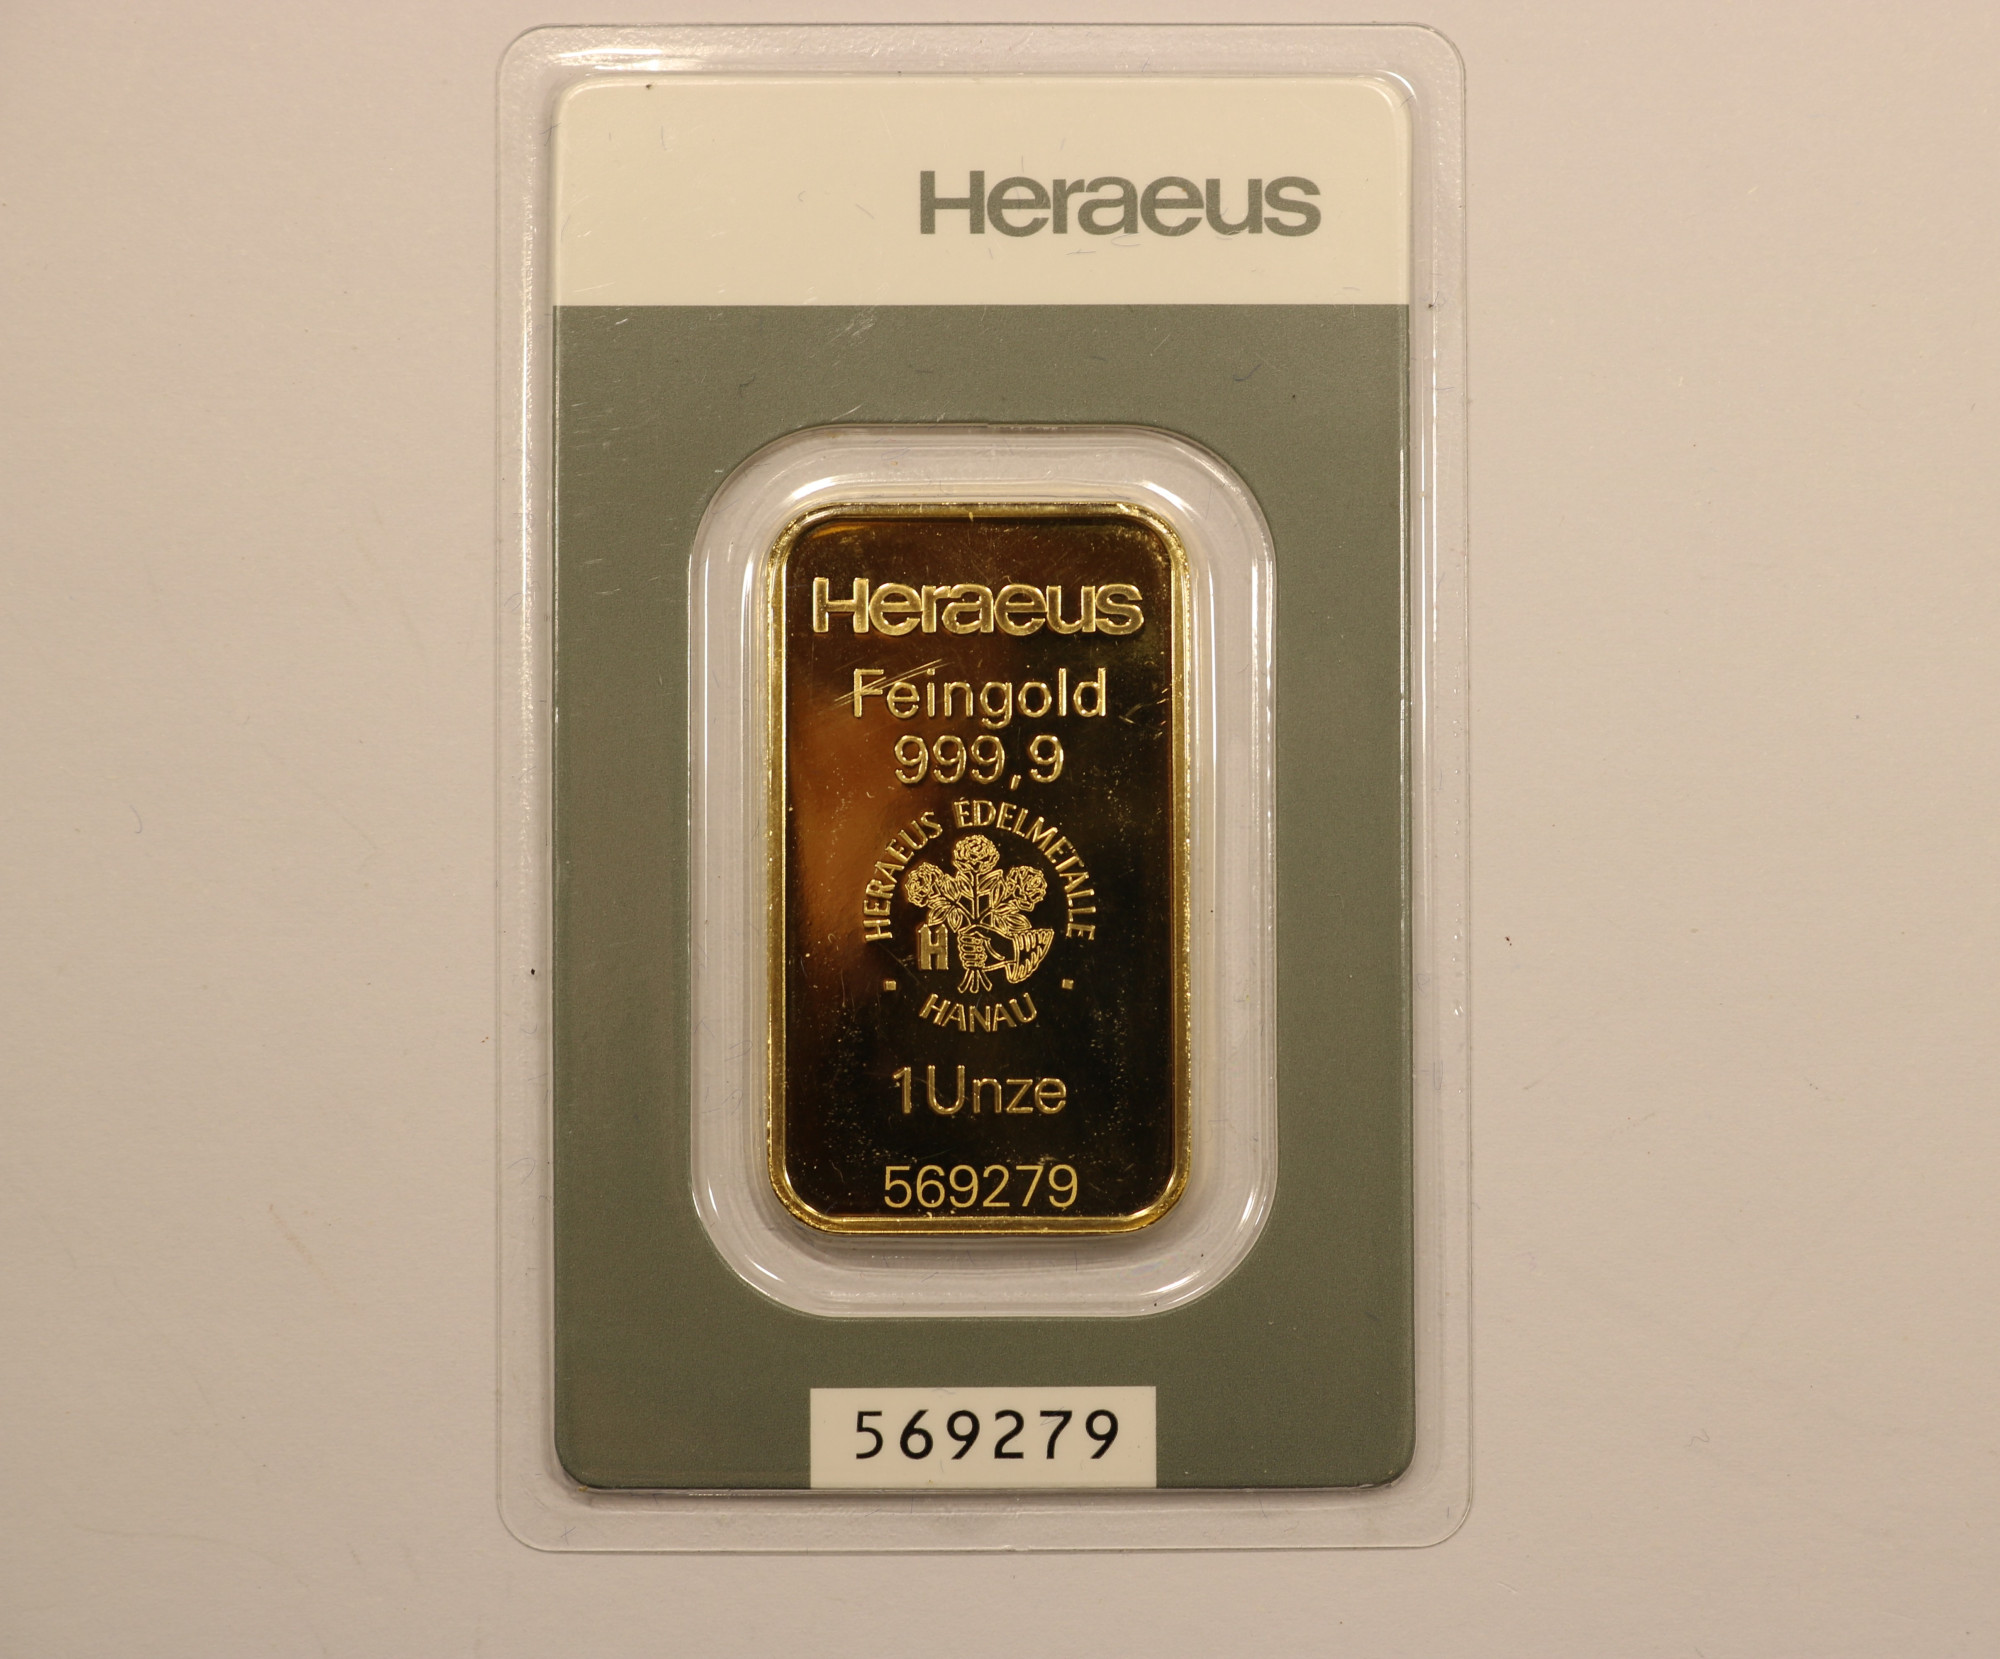 Heraeus
Heraeus
Feingold
999,9
HERAEUS EDELMETALLE
H
· HANAU ·
1 Unze
569279
569279